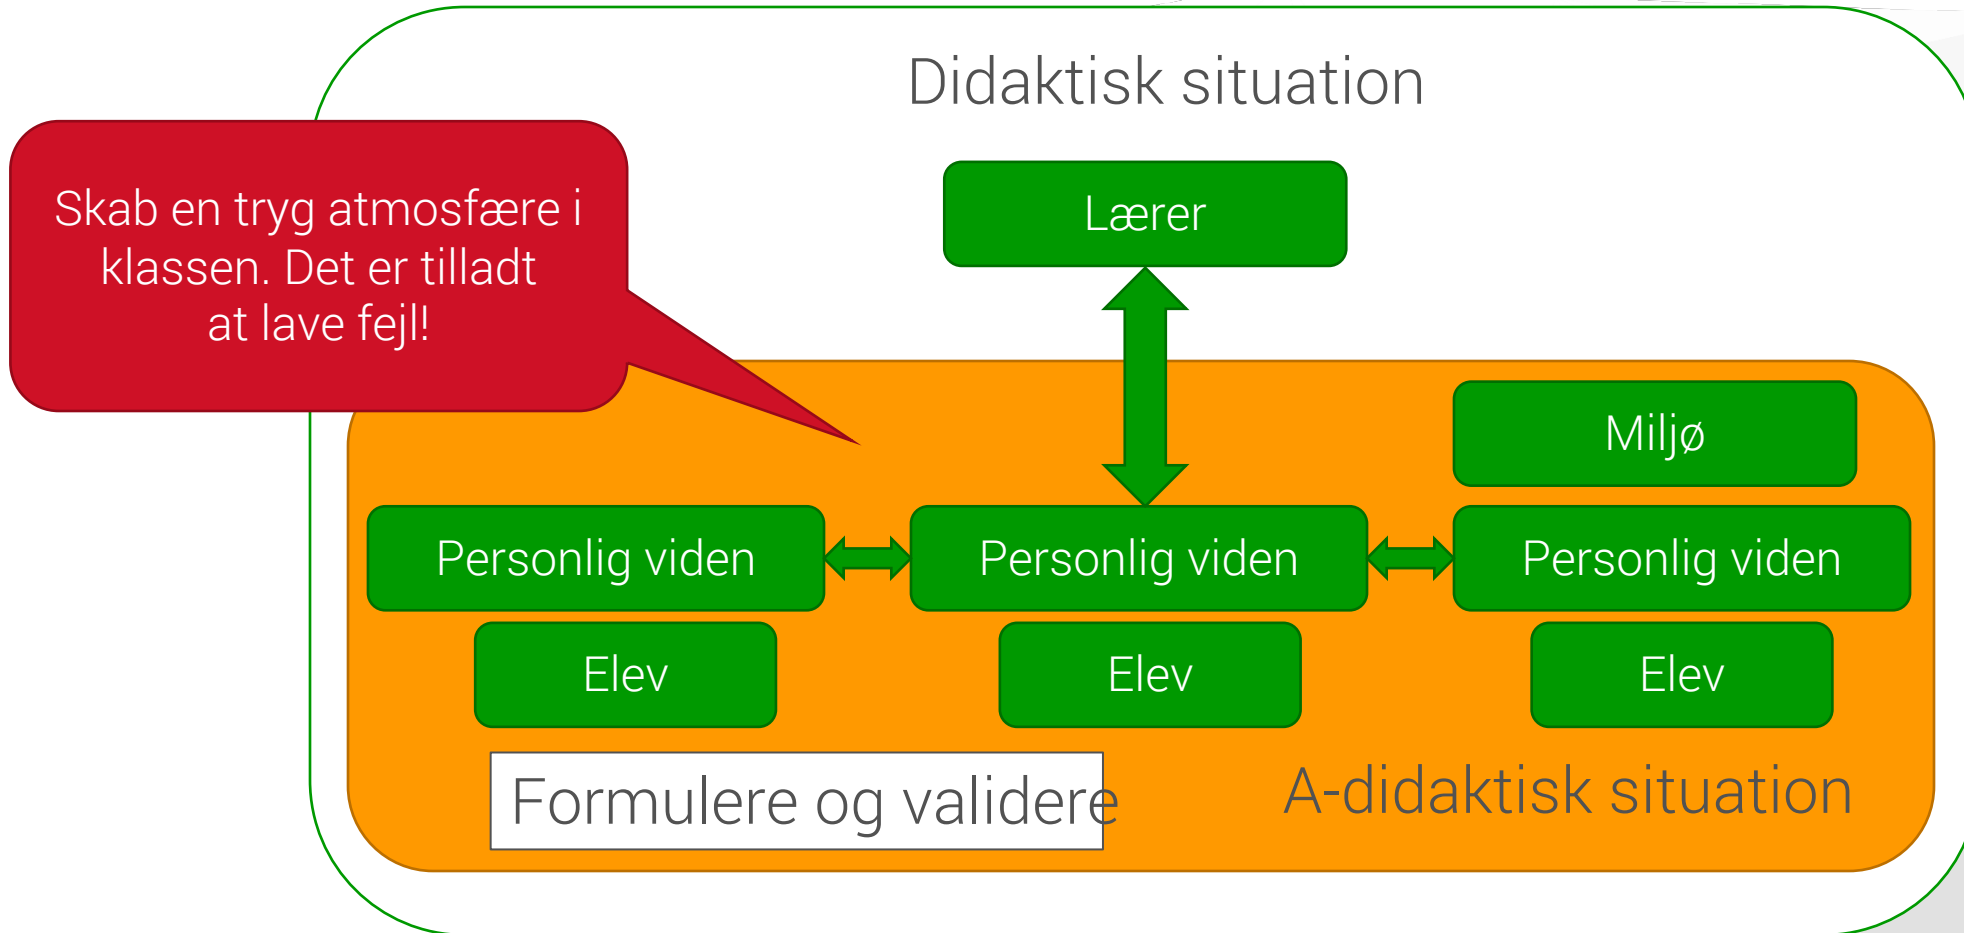 Didaktisk situation
Skab en tryg atmosfære i
klassen. Det er tilladt
at lave fejl!
Lærer
Miljø
Personlig viden
Personlig viden
Personlig viden
Elev
Elev
Elev
Formulere og validere
A-didaktisk situation